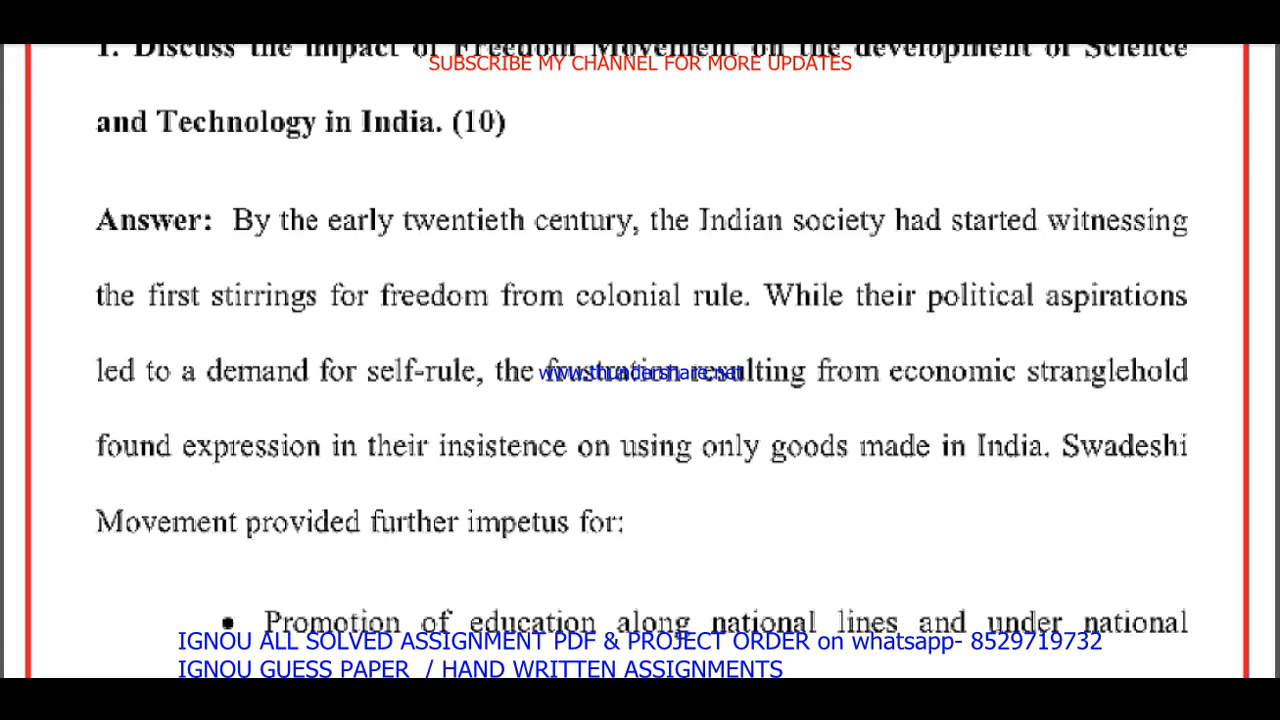 1. Discuss the impact of Freedom Movement on the development of Science
SUBSCRIBE MY CHANNEL FOR MORE UPDATES
and Technology in India. (10)
Answer: By the early twentieth century, the Indian society had started witnessing
the first stirrings for freedom from colonial rule. While their political aspirations
led to a demand for self-rule, the frustration resulting from economic stranglehold
www.thundershare.net
found expression in their insistence on using only goods made in India. Swadeshi
Movement provided further impetus for:
• Promotion of education along national lines and under national
IGNOU ALL SOLVED ASSIGNMENT PDF & PROJECT ORDER on whatsapp- 8529719732
IGNOU GUESS PAPER / HAND WRITTEN ASSIGNMENTS